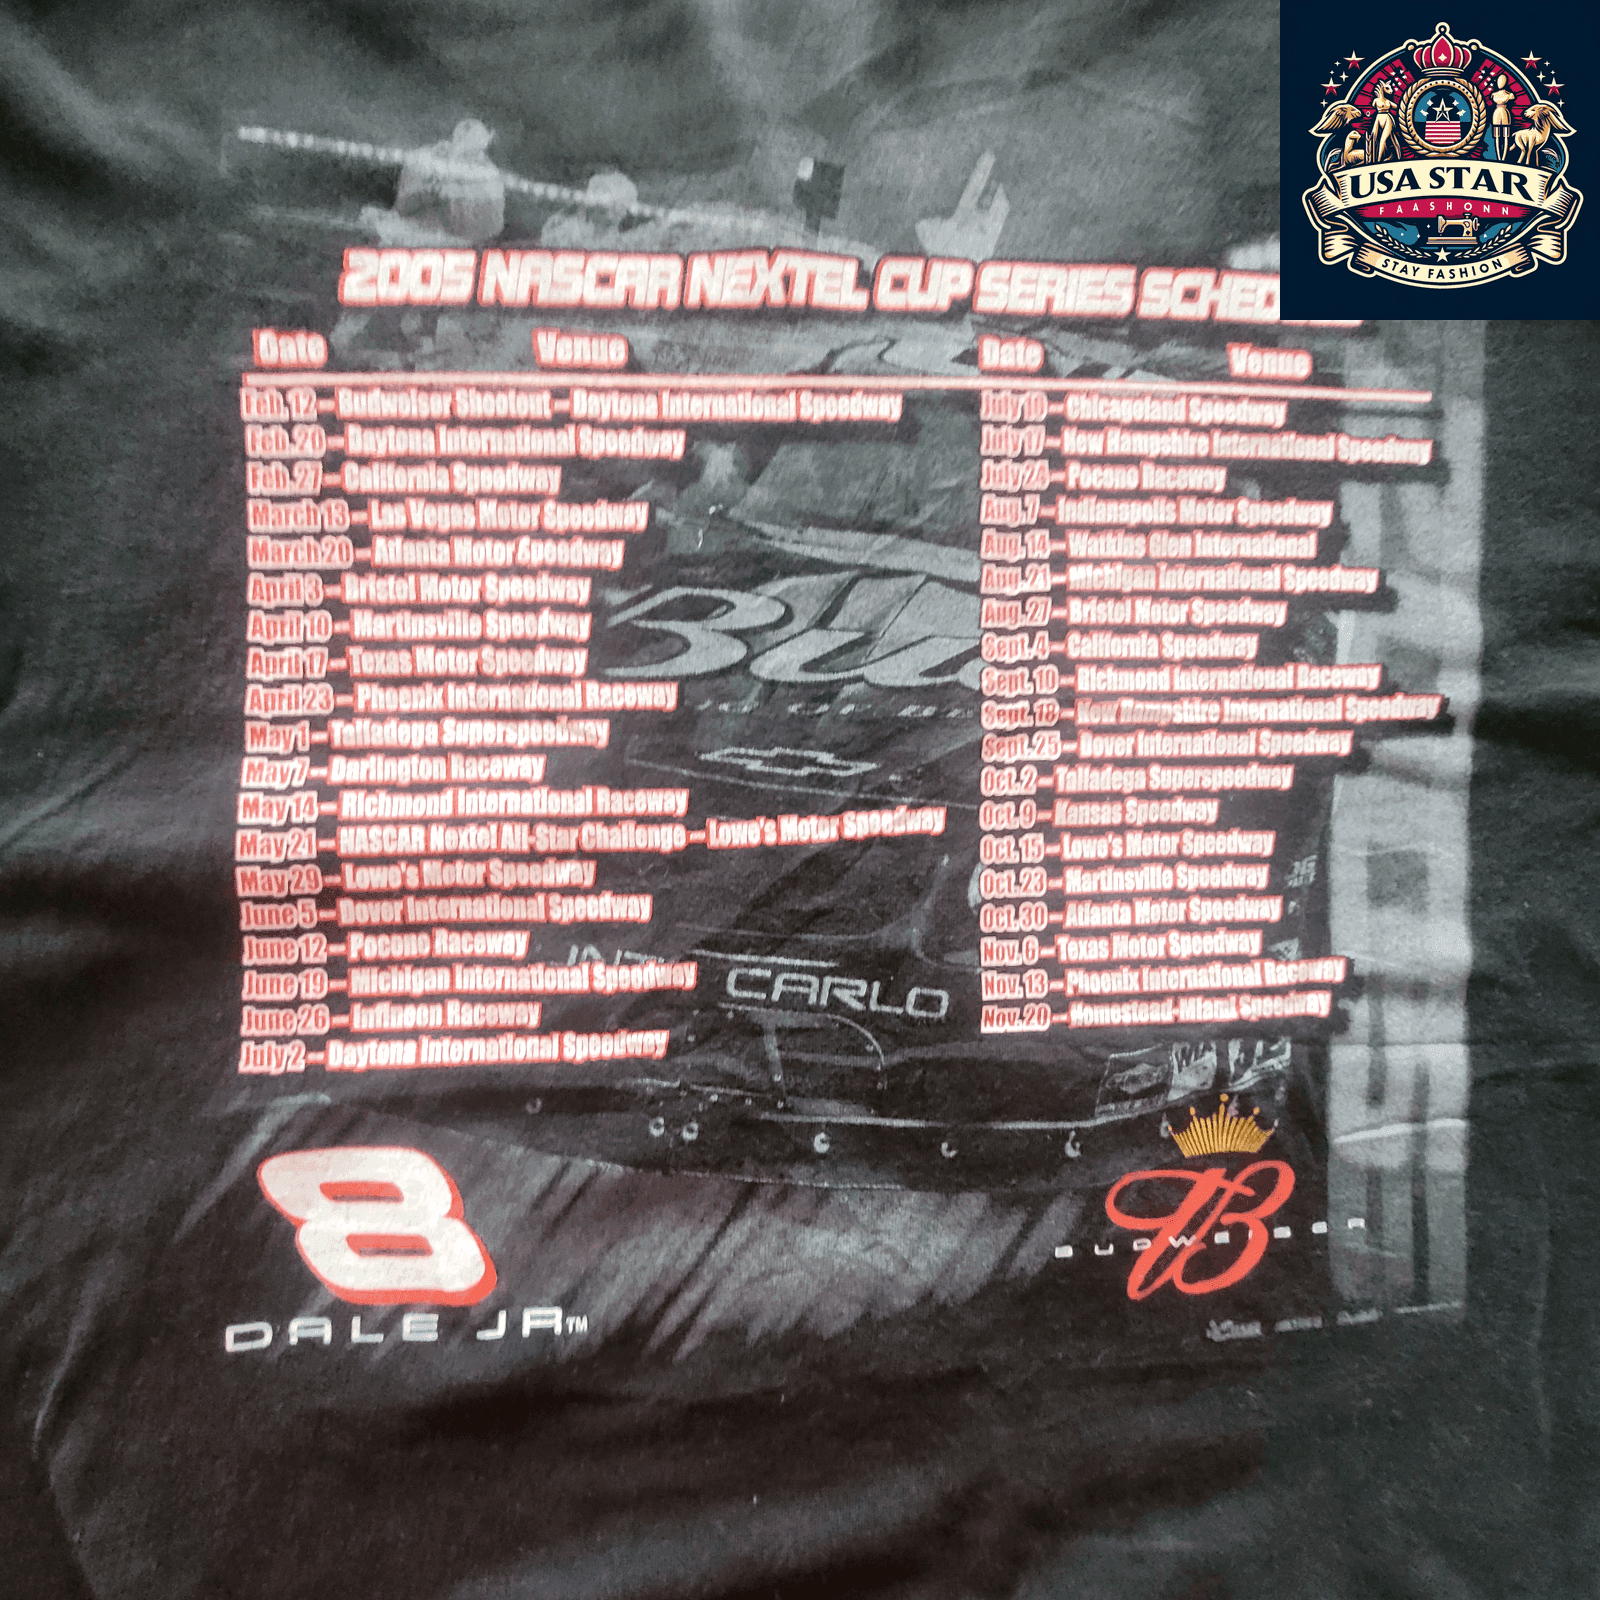 USA STAR
FAASHONN
STAY FASHION
2005 NASCAR NEXTEL CUP SERIES SCHED
Date Venue
Feb. 12 – Budweiser Shootout – Daytona International Speedway
Feb. 20 – Daytona International Speedway
Feb. 27 – California Speedway
March 13 – Las Vegas Motor Speedway
March 20 – Atlanta Motor Speedway
April 3 – Bristol Motor Speedway
April 10 – Martinsville Speedway
April 17 – Texas Motor Speedway
April 23 – Phoenix International Raceway
May 1 – Talladega Superspeedway
May 7 – Darlington Raceway
May 14 – Richmond International Raceway
May 21 – NASCAR Nextel All-Star Challenge – Lowe's Motor Speedway
May 29 – Lowe's Motor Speedway
June 5 – Dover International Speedway
June 12 – Pocono Raceway
June 19 – Michigan International Speedway
June 26 – Infineon Raceway
July 2 – Daytona International Speedway
Date Venue
July 10 – Chicagoland Speedway
July 17 – New Hampshire International Speedway
July 24 – Pocono Raceway
Aug. 7 – Indianapolis Motor Speedway
Aug. 14 – Watkins Glen International
Aug. 21 – Michigan International Speedway
Aug. 27 – Bristol Motor Speedway
Sept. 4 – California Speedway
Sept. 10 – Richmond International Raceway
Sept. 18 – New Hampshire International Speedway
Sept. 25 – Dover International Speedway
Oct. 2 – Talladega Superspeedway
Oct. 9 – Kansas Speedway
Oct. 15 – Lowe's Motor Speedway
Oct. 23 – Martinsville Speedway
Oct. 30 – Atlanta Motor Speedway
Nov. 6 – Texas Motor Speedway
Nov. 13 – Phoenix International Raceway
Nov. 20 – Homestead-Miami Speedway
Bu
CARLO
8
DALE JR™
B
BUDWEISER